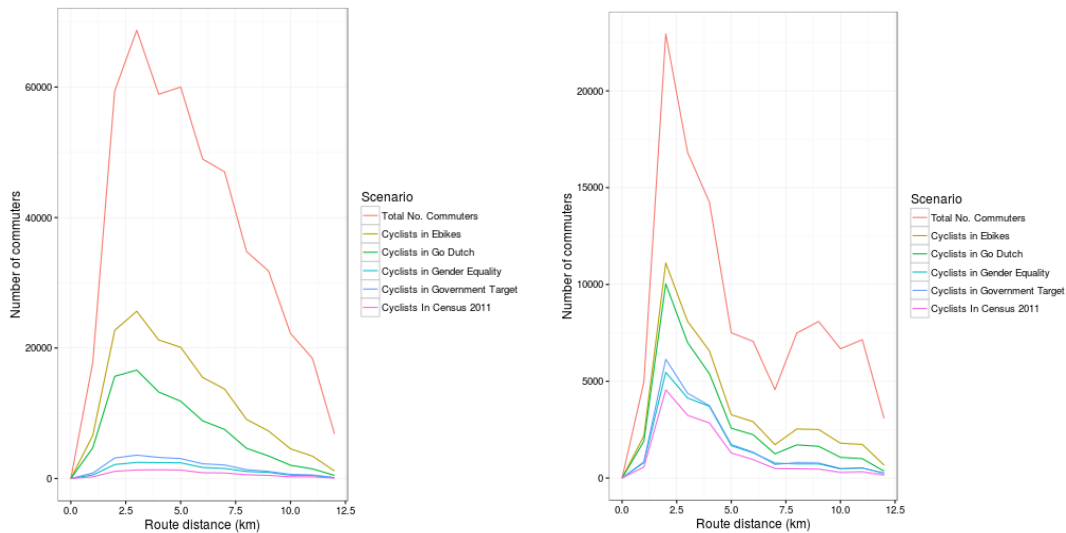 60000
40000
20000
0
0.0 2.5 5.0 7.5 10.0 12.5
Route distance (km)
Number of commuters
Scenario
Total No. Commuters
Cyclists in Ebikes
Cyclists in Go Dutch
Cyclists in Gender Equality
Cyclists in Government Target
Cyclists In Census 2011
20000
15000
10000
5000
0
0.0 2.5 5.0 7.5 10.0 12.5
Route distance (km)
Number of commuters
Scenario
Total No. Commuters
Cyclists in Ebikes
Cyclists in Go Dutch
Cyclists in Gender Equality
Cyclists in Government Target
Cyclists In Census 2011